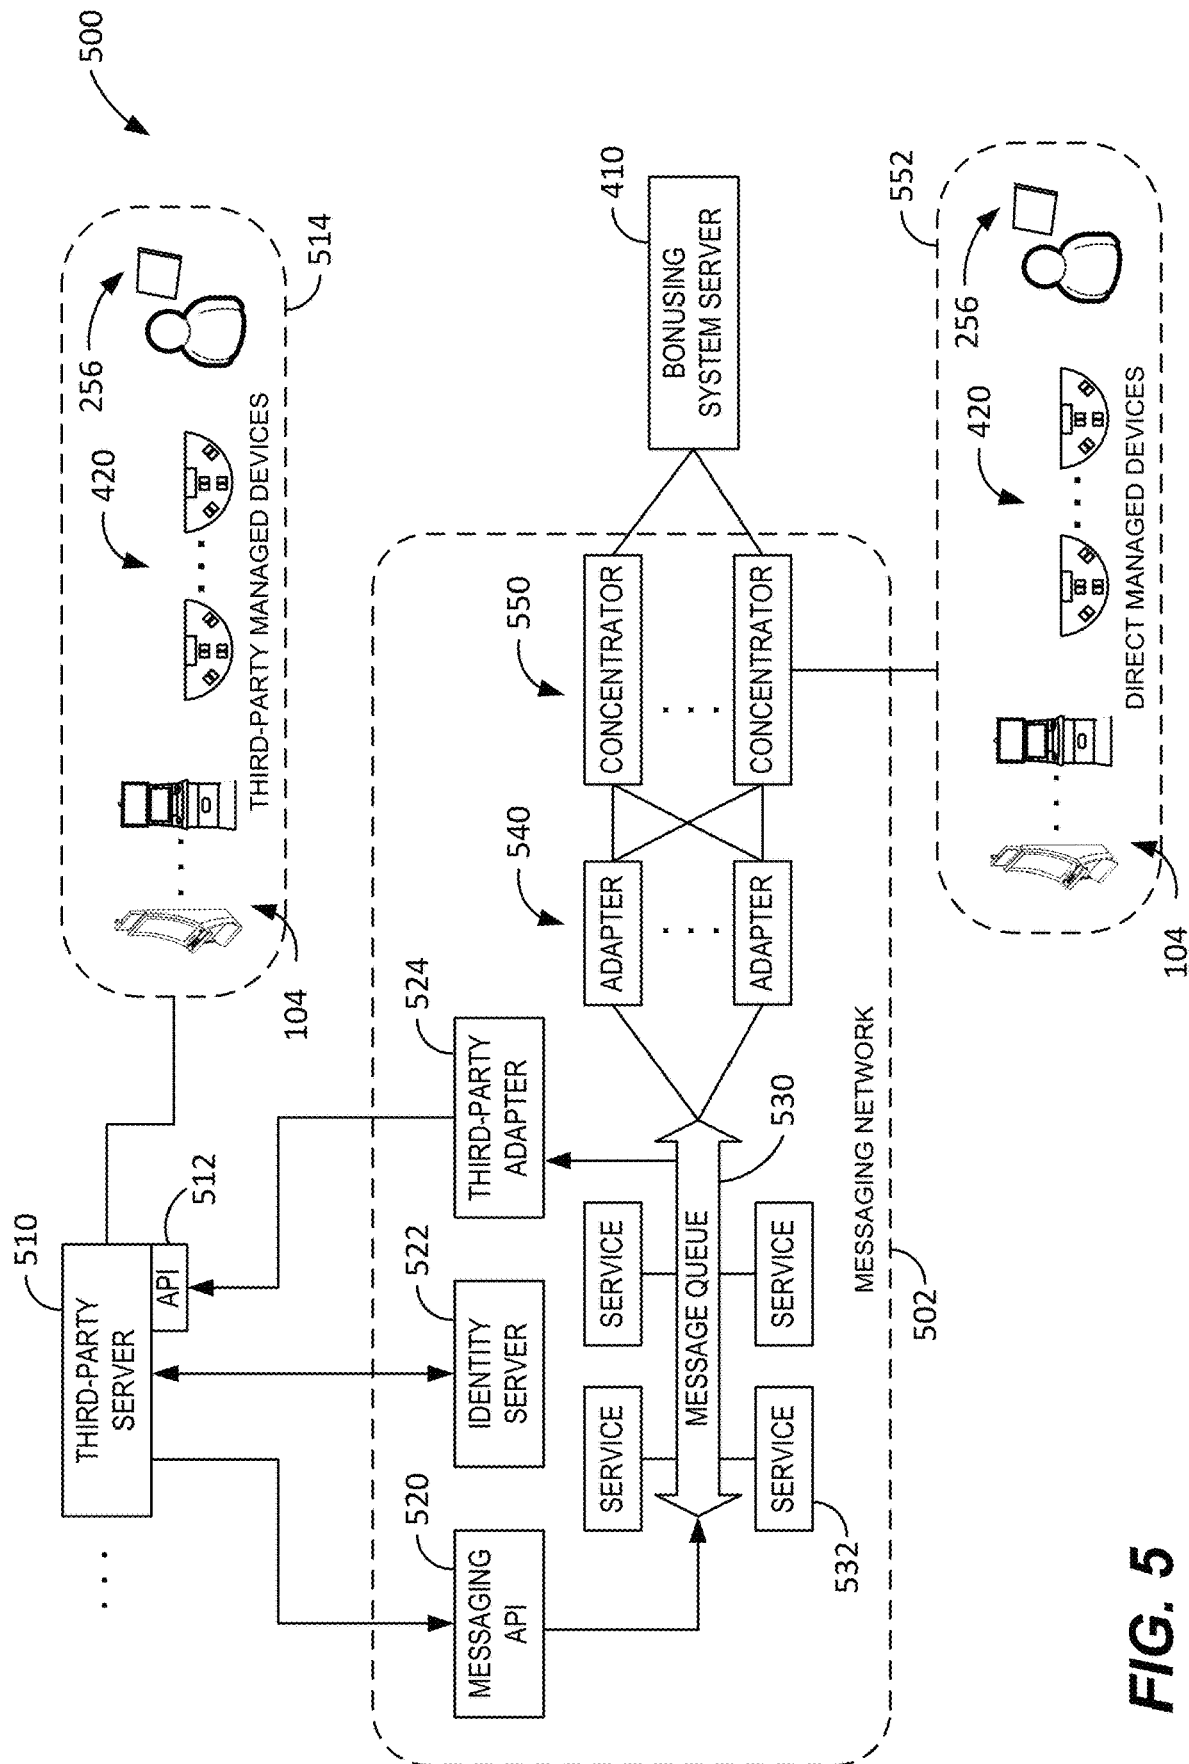 500
510
THIRD-PARTY
SERVER
API
512
256
420
104
THIRD-PARTY MANAGED DEVICES
514
520
MESSAGING
API
522
IDENTITY
SERVER
524
THIRD-PARTY
ADAPTER
SERVICE
SERVICE
MESSAGE QUEUE
530
SERVICE
SERVICE
532
540
ADAPTER
. . .
ADAPTER
550
CONCENTRATOR
. . .
CONCENTRATOR
410
BONUSING
SYSTEM SERVER
MESSAGING NETWORK
502
552
256
420
104
DIRECT MANAGED DEVICES
FIG. 5